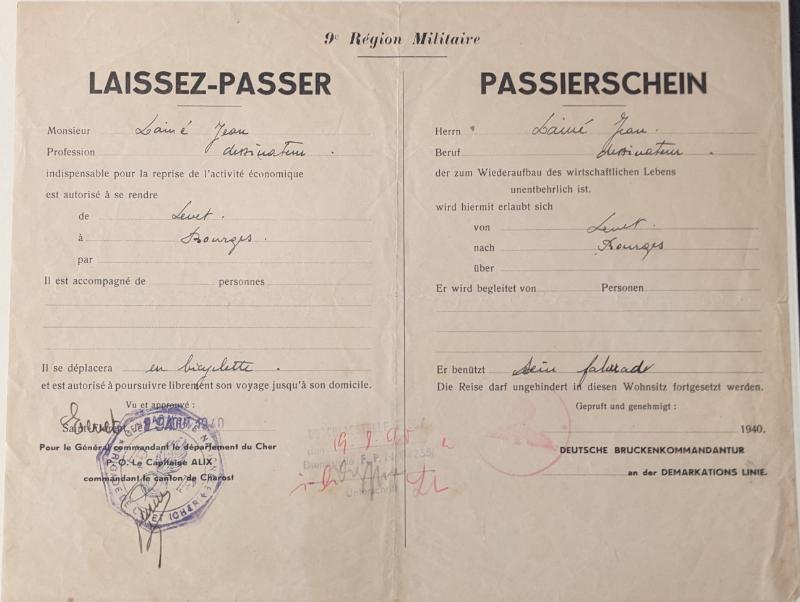 9e Région Militaire
LAISSEZ-PASSER
Monsieur Lainé Jean
Profession dessinateur.
indispensable pour la reprise de l'activité économique
est autorisé à se rendre
de Levet.
à Bourges.
par
Il est accompagné de personnes
Il se déplacera en bicyclette.
et est autorisé à poursuivre librement son voyage jusqu'à son domicile.
Vu et approuvé :
1940
Pour le Général commandant le département du Cher
P. O. Le Capitaine ALIX
commandant le canton de Charost
PASSIERSCHEIN
Herrn Lainé Jean.
Beruf dessinateur.
der zum Wiederaufbau des wirtschaftlichen Lebens
unentbehrlich ist.
wird hiermit erlaubt sich
von Levet.
nach Bourges
über
Er wird begleitet von Personen
Er benützt Sein fahrrad
Die Reise darf ungehindert in diesen Wohnsitz fortgesetzt werden.
Geprüft und genehmigt :
1940.
DEUTSCHE BRUCKENKOMMANDANTUR
an der DEMARKATIONS LINIE.
19.8.40
Unterschrift